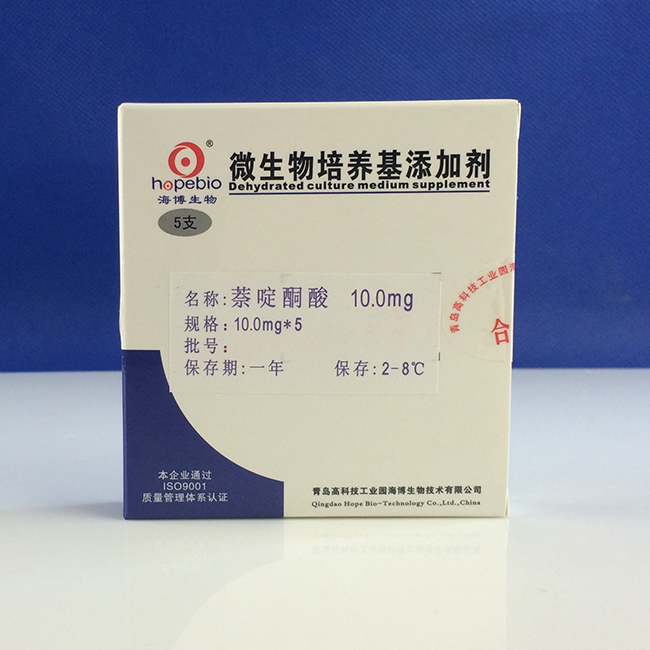 ®
hopebio
海博生物
5支
微生物培养基添加剂
Dehydrated culture medium supplement
名称:萘啶酮酸 10.0mg
规格:10.0mg*5
批号:
保存期:一年 保存:2-8℃
青岛高科技工业园海
合
本企业通过
ISO9001
质量管理体系认证
青岛高科技工业园海博生物技术有限公司
Qingdao Hope Bio-Technology Co.,Ltd.,China